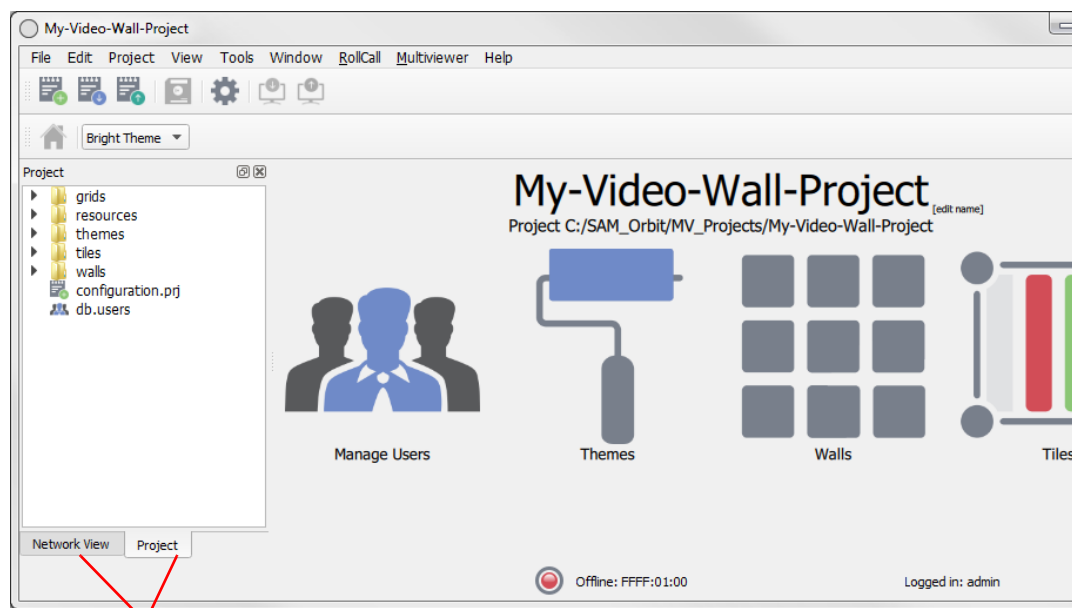 My-Video-Wall-Project
File Edit Project View Tools Window RollCall Multiviewer Help
Bright Theme
Project
grids
resources
themes
tiles
walls
configuration.prj
db.users
Network View Project
My-Video-Wall-Project [edit name]
Project C:/SAM_Orbit/MV_Projects/My-Video-Wall-Project
Manage Users Themes Walls Tiles
Offline: FFFF:01:00 Logged in: admin